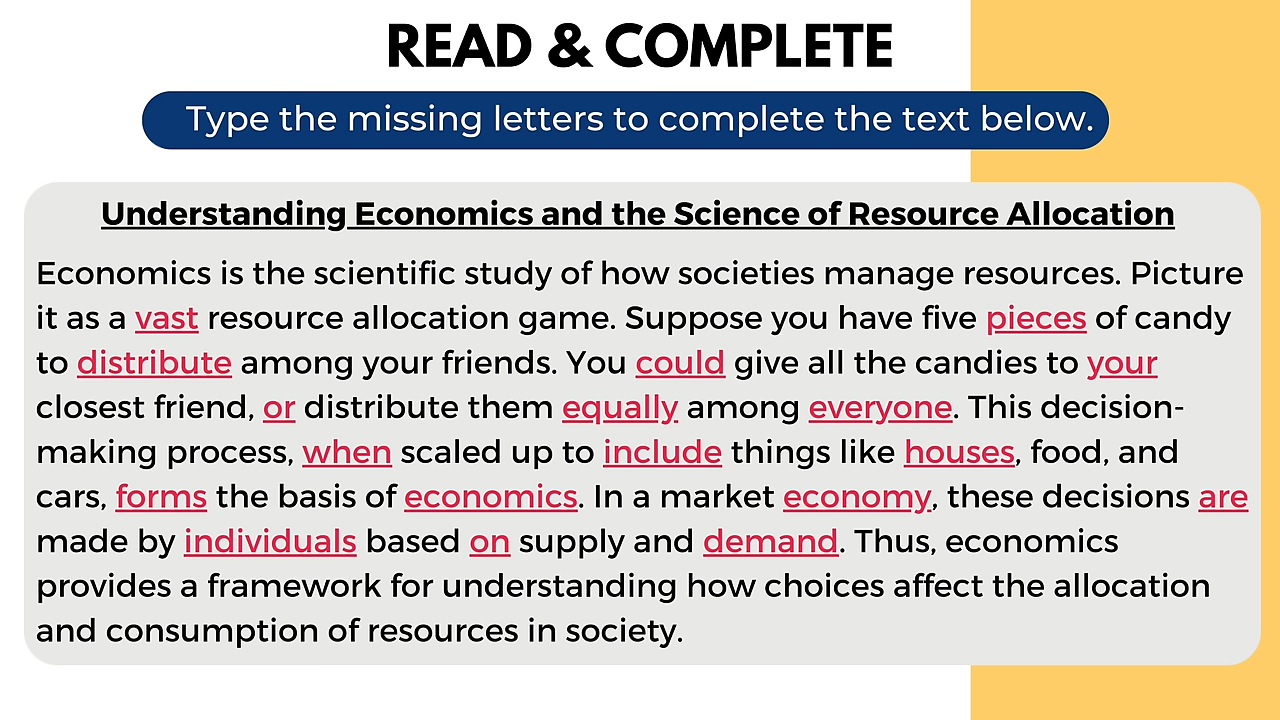 READ & COMPLETE
Type the missing letters to complete the text below.
Understanding Economics and the Science of Resource Allocation
Economics is the scientific study of how societies manage resources. Picture
it as a vast resource allocation game. Suppose you have five pieces of candy
to distribute among your friends. You could give all the candies to your
closest friend, or distribute them equally among everyone. This decision-
making process, when scaled up to include things like houses, food, and
cars, forms the basis of economics. In a market economy, these decisions are
made by individuals based on supply and demand. Thus, economics
provides a framework for understanding how choices affect the allocation
and consumption of resources in society.